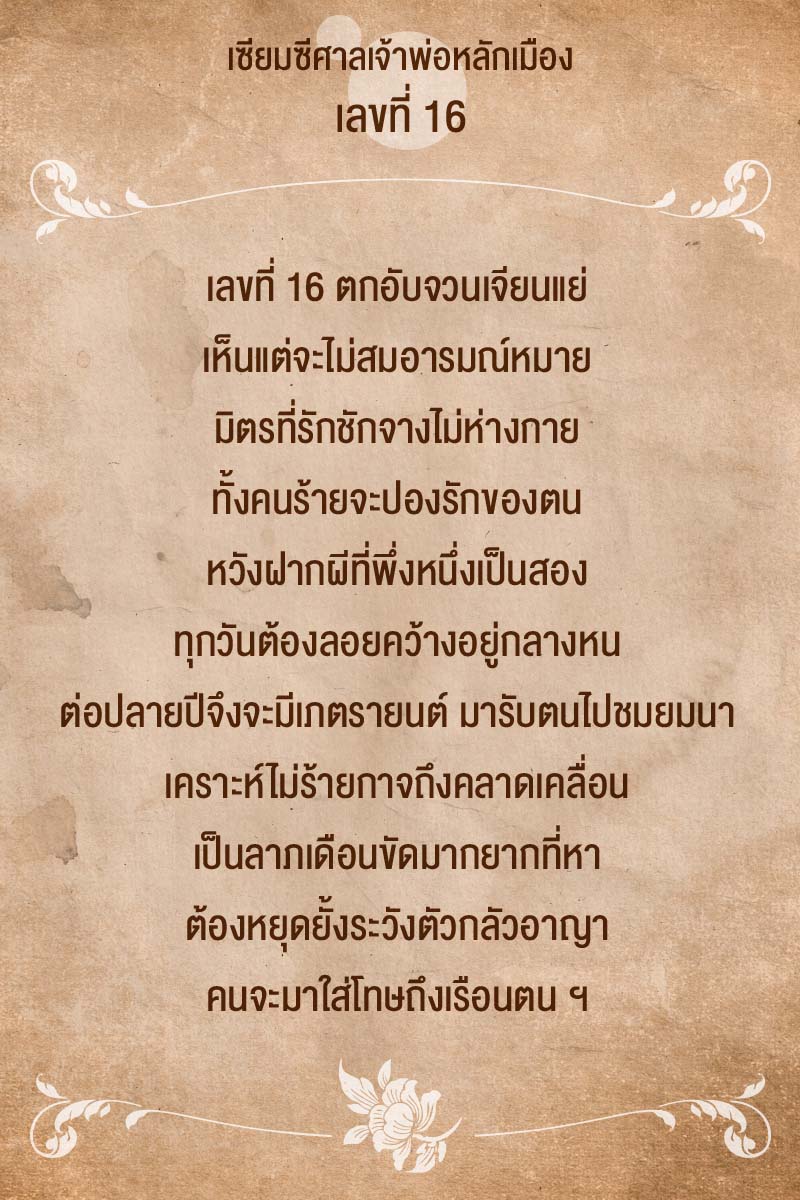 เซียมซีศาลเจ้าพ่อหลักเมือง
เลขที่ 16
เลขที่ 16 ตกอับจวนเจียนแย่
เห็นแต่จะไม่สมอารมณ์หมาย
มิตรที่รักชักจางไม่ห่างกาย
ทั้งคนร้ายจะปองรักของตน
หวังฝากผีที่พึ่งหนึ่งเป็นสอง
ทุกวันต้องลอยคว้างอยู่กลางหน
ต่อปลายปีจึงจะมีเภตรายนต์ มารับตนไปชมยมนา
เคราะห์ไม่ร้ายกาจถึงคลาดเคลื่อน
เป็นลาภเดือนขัดมากยากที่หา
ต้องหยุดยั้งระวังตัวกลัวอาญา
คนจะมาใส่โทษถึงเรือนตน ฯ